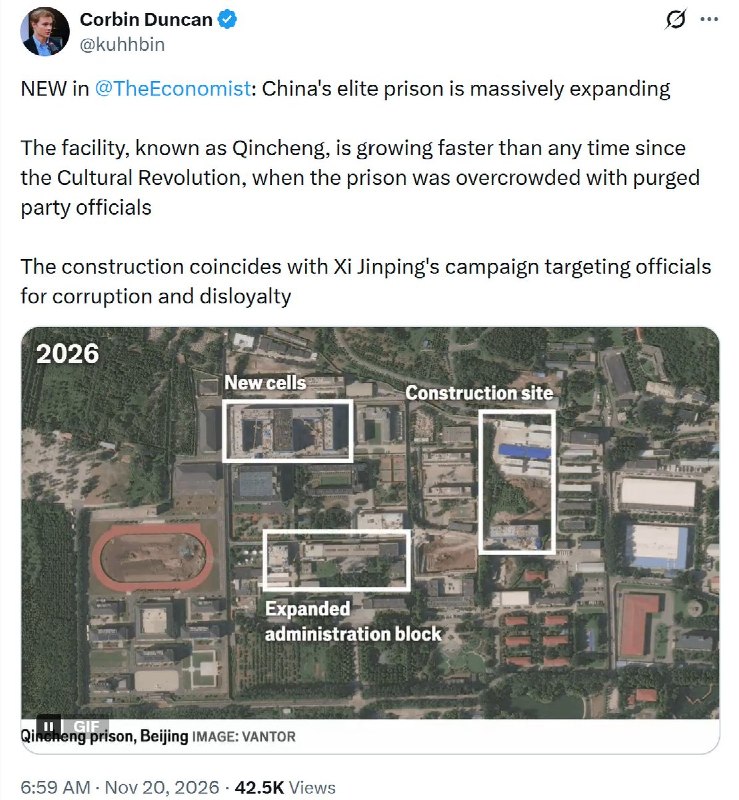 Corbin Duncan
@kuhhbin
NEW in @TheEconomist: China's elite prison is massively expanding
The facility, known as Qincheng, is growing faster than any time since
the Cultural Revolution, when the prison was overcrowded with purged
party officials
The construction coincides with Xi Jinping's campaign targeting officials
for corruption and disloyalty
2026
New cells
Construction site
Expanded
administration block
GIF
Qincheng prison, Beijing IMAGE: VANTOR
6:59 AM · Nov 20, 2026 · 42.5K Views